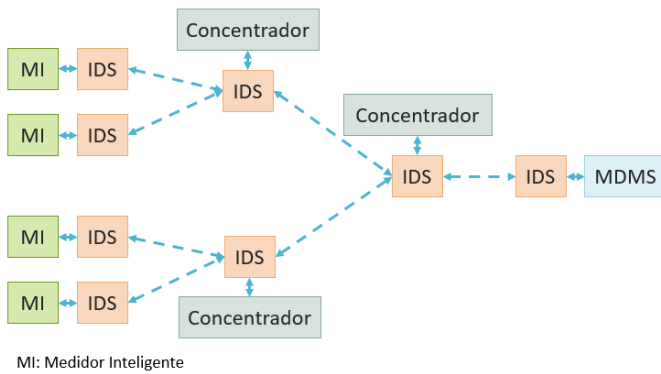 Concentrador
MI
IDS
IDS
Concentrador
MI
IDS
IDS
IDS
MDMS
MI
IDS
IDS
MI
IDS
Concentrador
MI: Medidor Inteligente